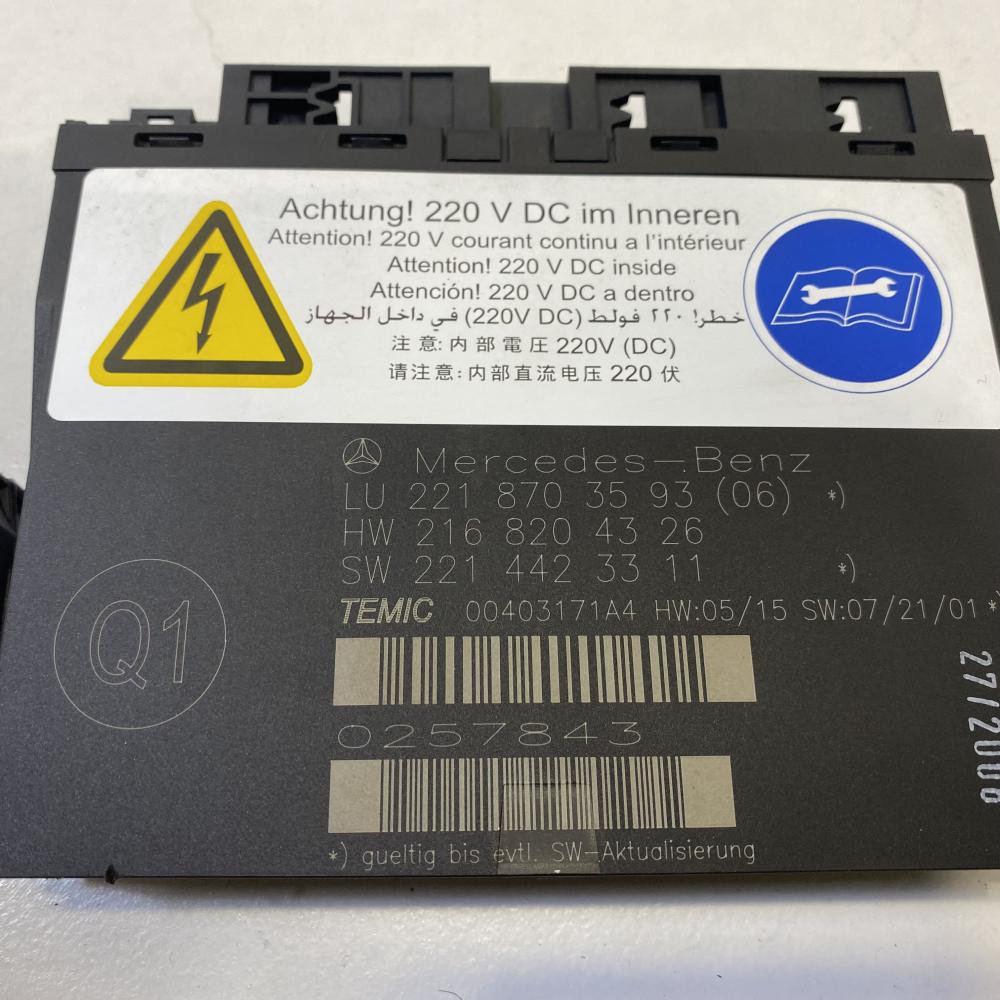 Achtung! 220 V DC im Inneren
Attention! 220 V courant continu a l'intérieur
Attention! 220 V DC inside
Atención! 220 V DC a dentro
خطر! ٢٢٠ فولط (220V DC) في داخل الجهاز
注意: 内部電圧 220V (DC)
请注意: 内部直流电压 220 伏
Mercedes-Benz
LU 221 870 35 93 (06) *)
HW 216 820 43 26
SW 221 442 33 11 *)
TEMIC 00403171A4 HW:05/15 SW:07/21/01 *)
Q1
0257843
27/2006
*) gueltig bis evtl. SW-Aktualisierung